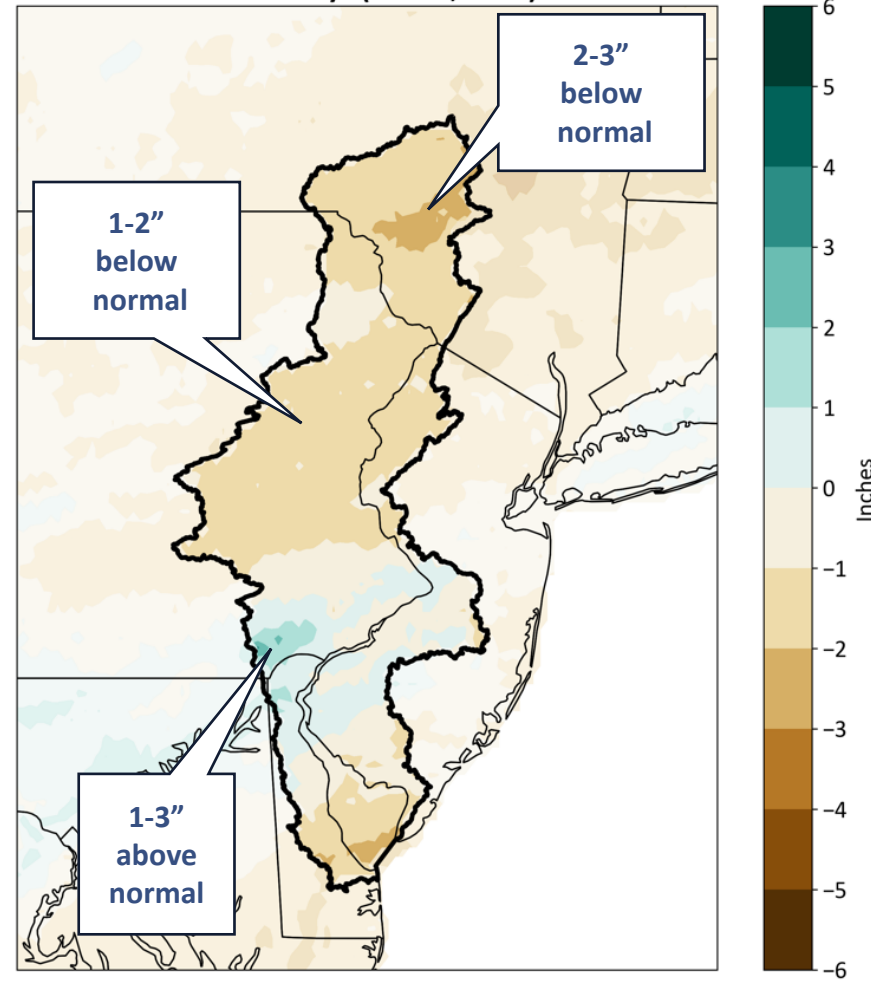 2-3”
below
normal
1-2”
below
normal
1-3”
above
normal
6
5
4
3
2
1
0
−1
−2
−3
−4
−5
−6
Inches